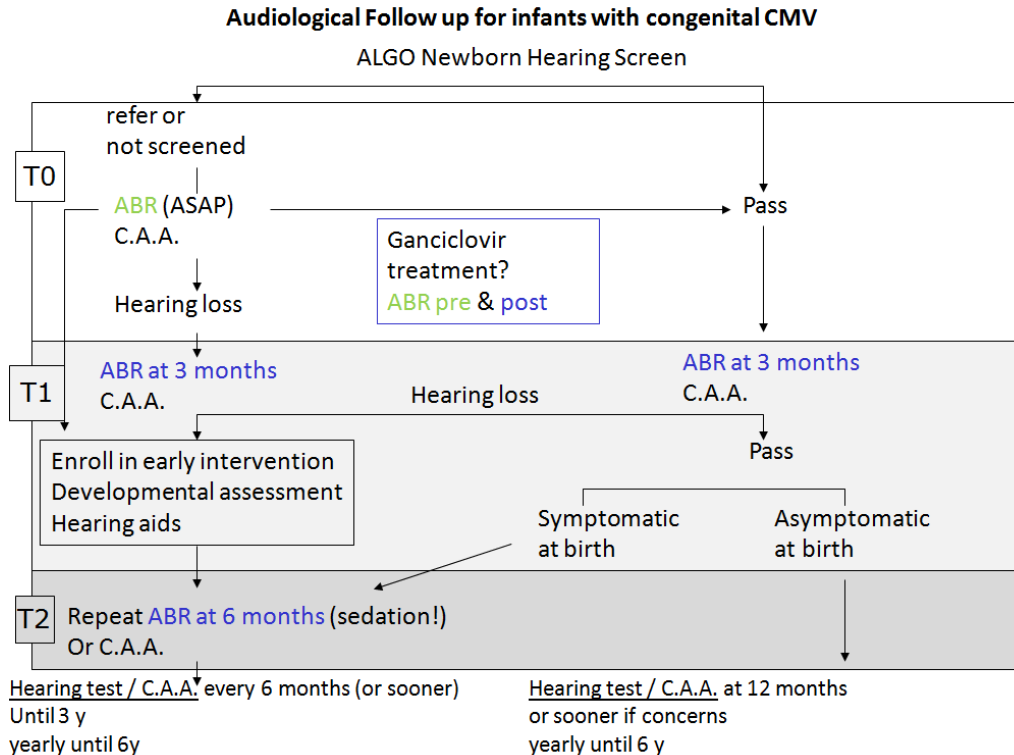 Audiological Follow up for infants with congenital CMV
ALGO Newborn Hearing Screen
refer or
not screened
T0
ABR (ASAP)
C.A.A.
Pass
Ganciclovir
treatment?
ABR pre & post
Hearing loss
T1
ABR at 3 months
C.A.A.
ABR at 3 months
C.A.A.
Hearing loss
Pass
Enroll in early intervention
Developmental assessment
Hearing aids
Symptomatic
at birth
Asymptomatic
at birth
T2
Repeat ABR at 6 months (sedation!)
Or C.A.A.
Hearing test / C.A.A. every 6 months (or sooner)
Until 3 y
yearly until 6y
Hearing test / C.A.A. at 12 months
or sooner if concerns
yearly until 6 y